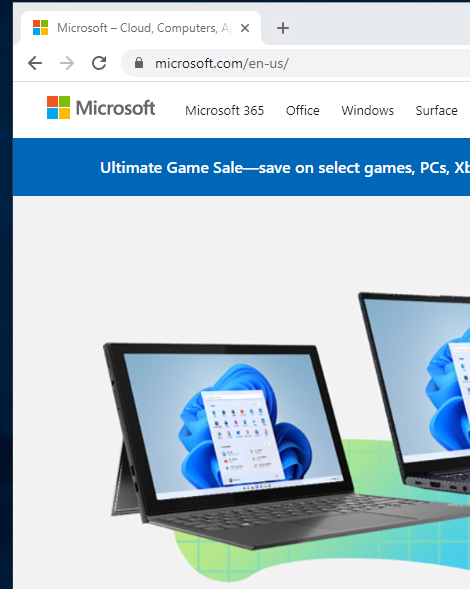 Microsoft – Cloud, Computers, A
microsoft.com/en-us/
Microsoft Microsoft 365 Office Windows Surface
Ultimate Game Sale—save on select games, PCs, Xb